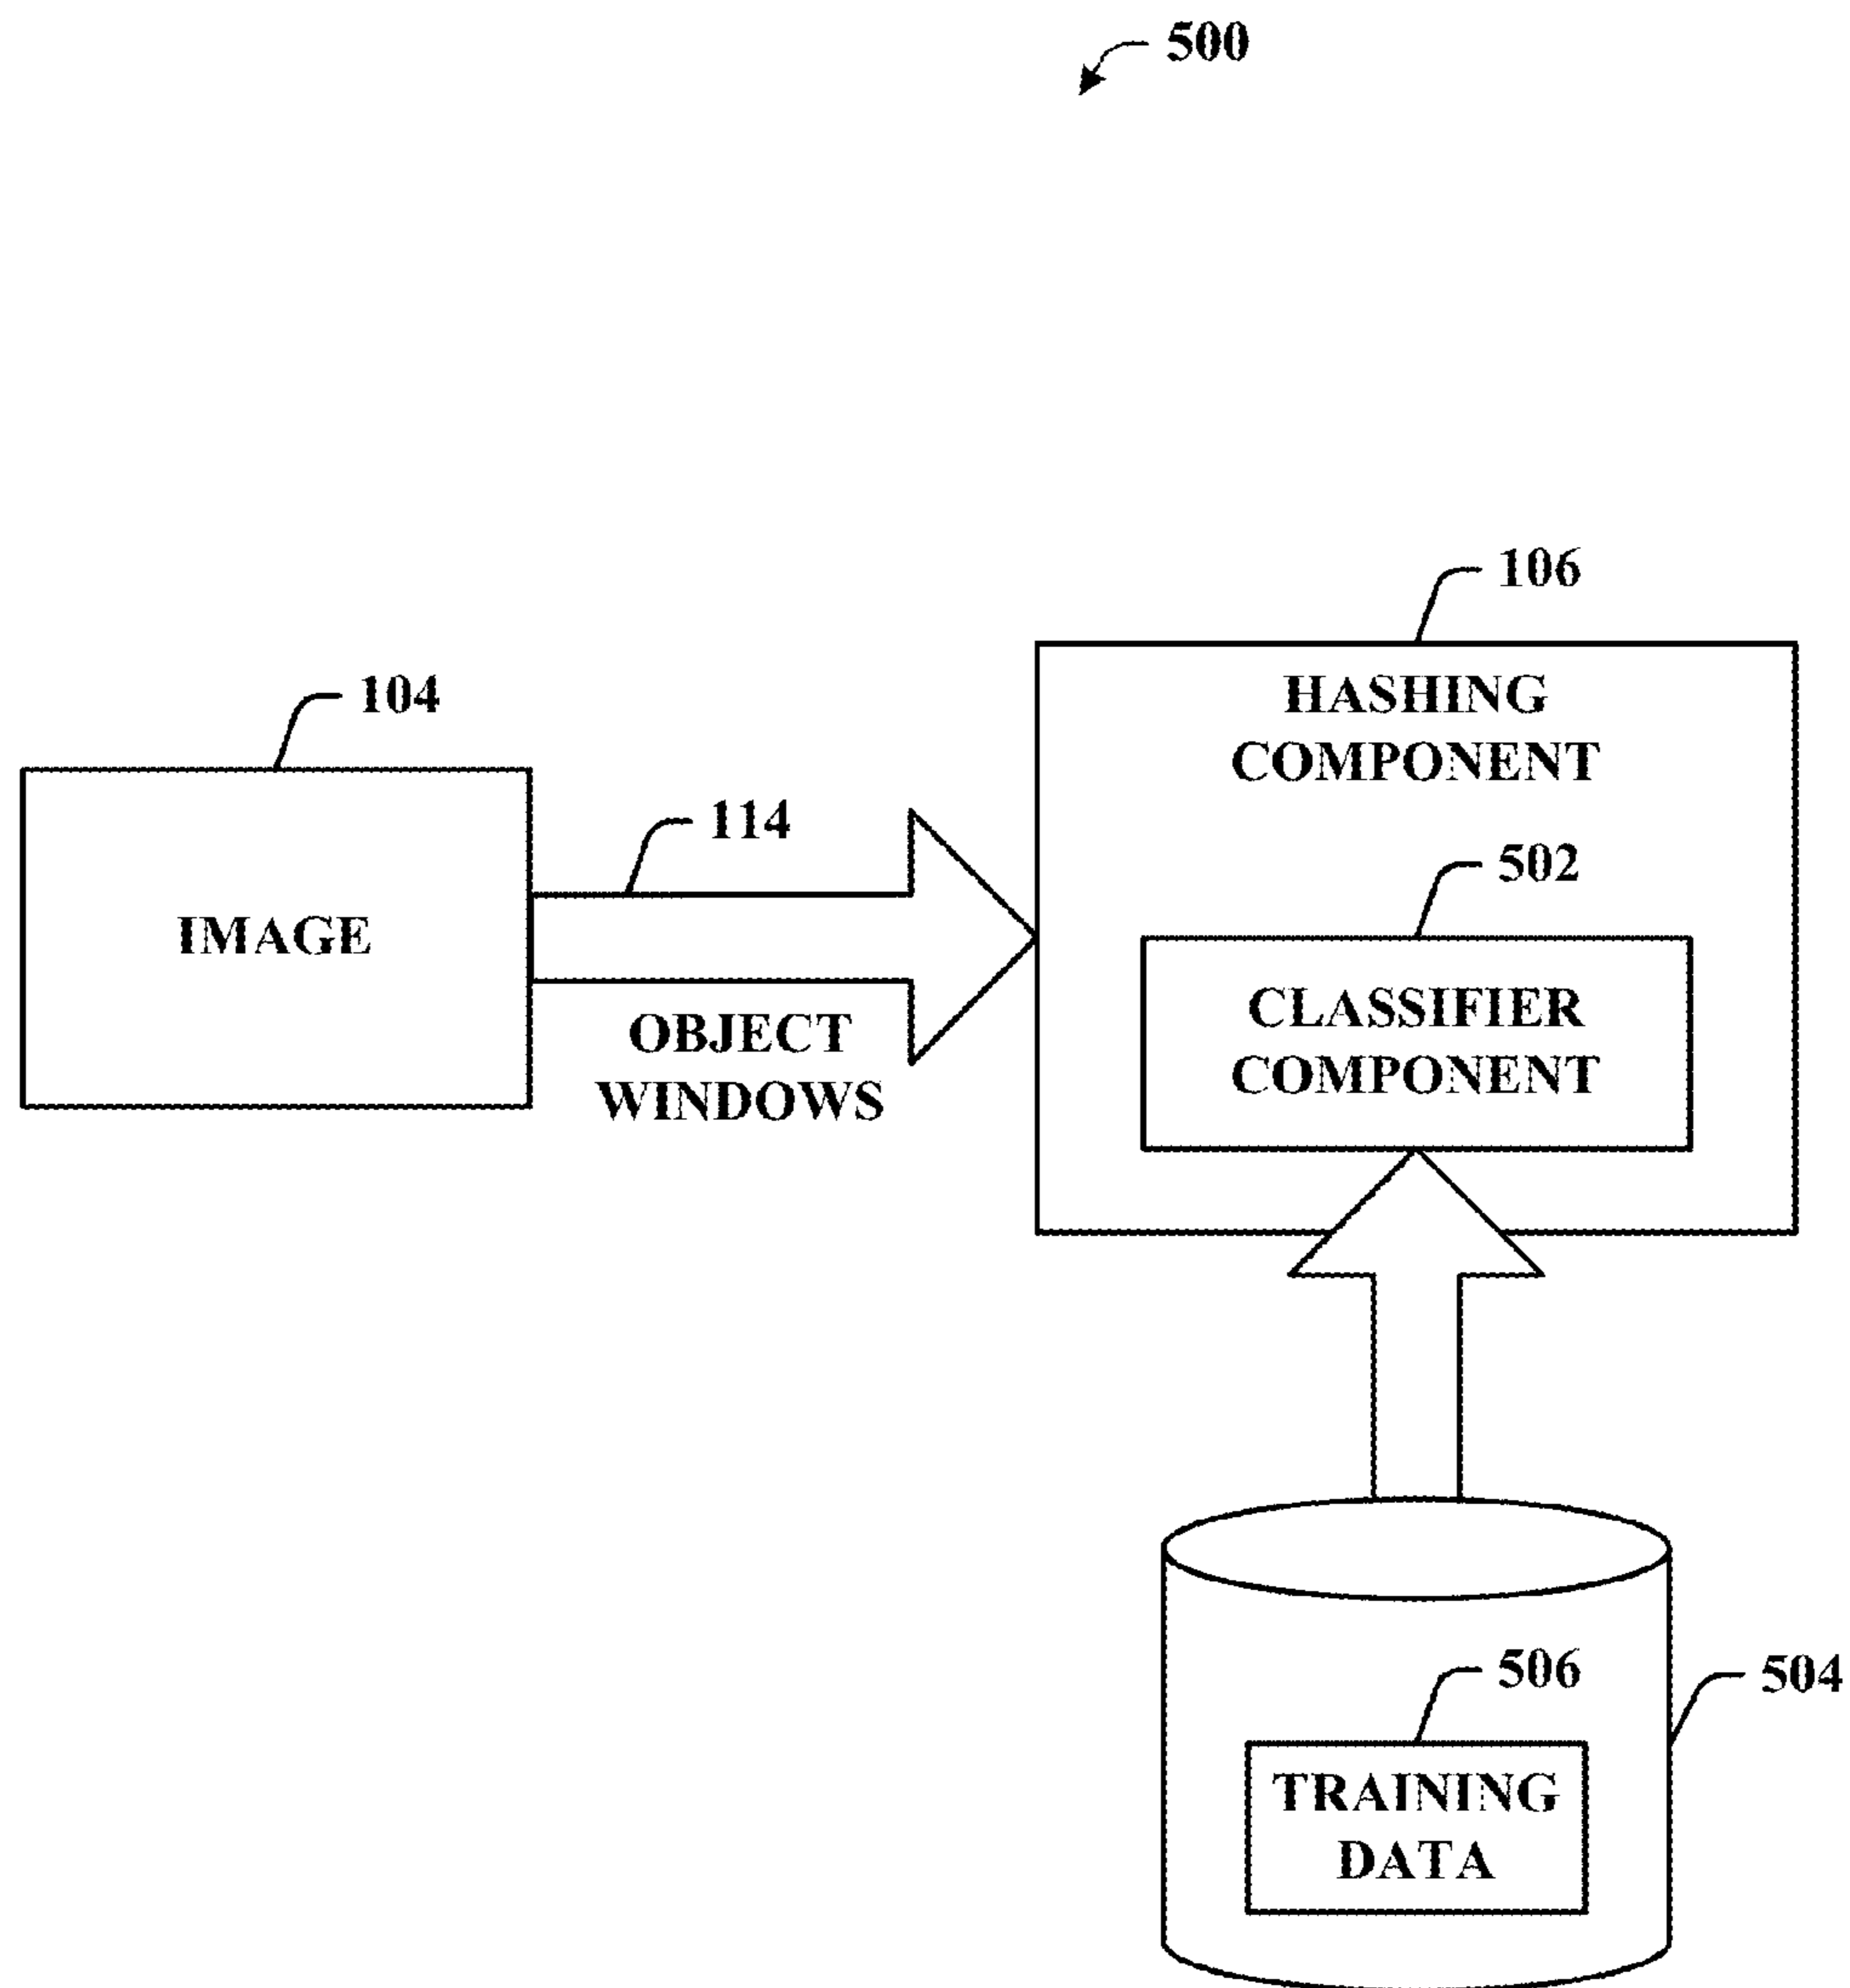 500
106
HASHING
COMPONENT
104
114
502
IMAGE
CLASSIFIER
COMPONENT
OBJECT
WINDOWS
506
504
TRAINING
DATA